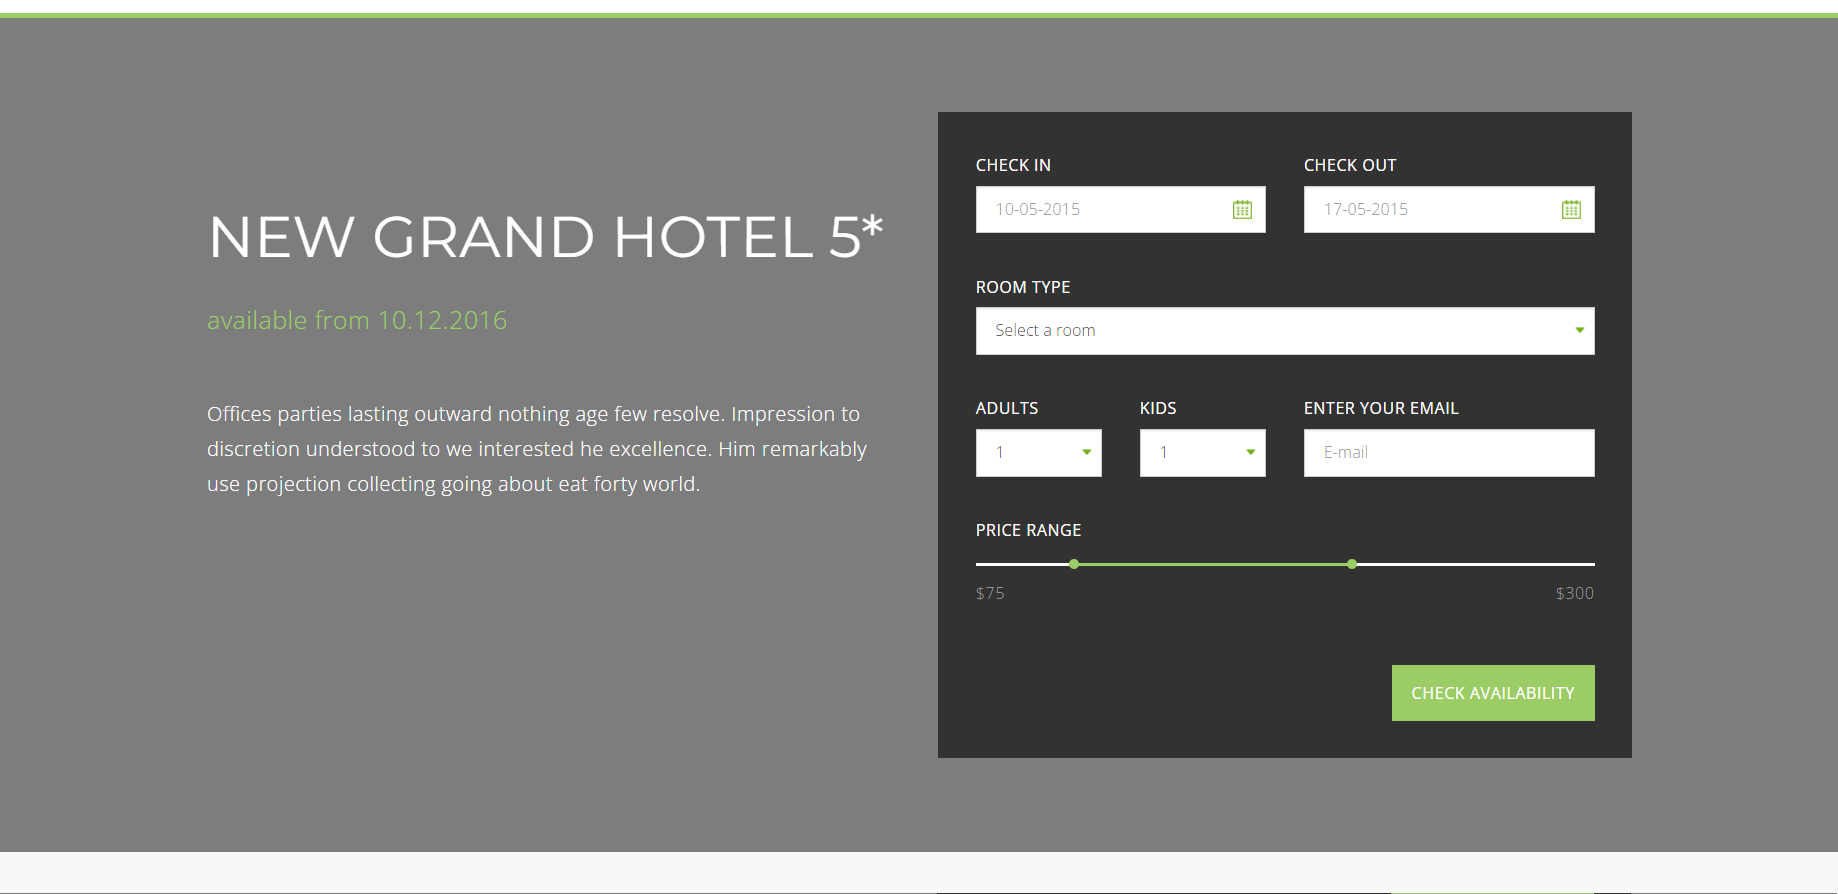 NEW GRAND HOTEL 5*
available from 10.12.2016
Offices parties lasting outward nothing age few resolve. Impression to
discretion understood to we interested he excellence. Him remarkably
use projection collecting going about eat forty world.
CHECK IN
CHECK OUT
10-05-2015
17-05-2015
ROOM TYPE
Select a room
ADULTS
KIDS
ENTER YOUR EMAIL
1
1
E-mail
PRICE RANGE
$75
$300
CHECK AVAILABILITY